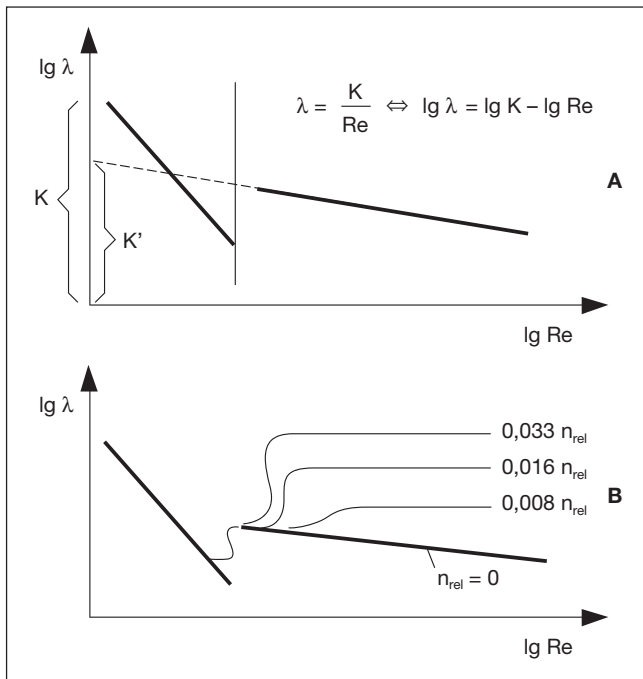 lg λ
λ = K / Re ⇔ lg λ = lg K – lg Re
A
K
K’
lg Re
lg λ
0,033 n_rel
0,016 n_rel
0,008 n_rel
B
n_rel = 0
lg Re